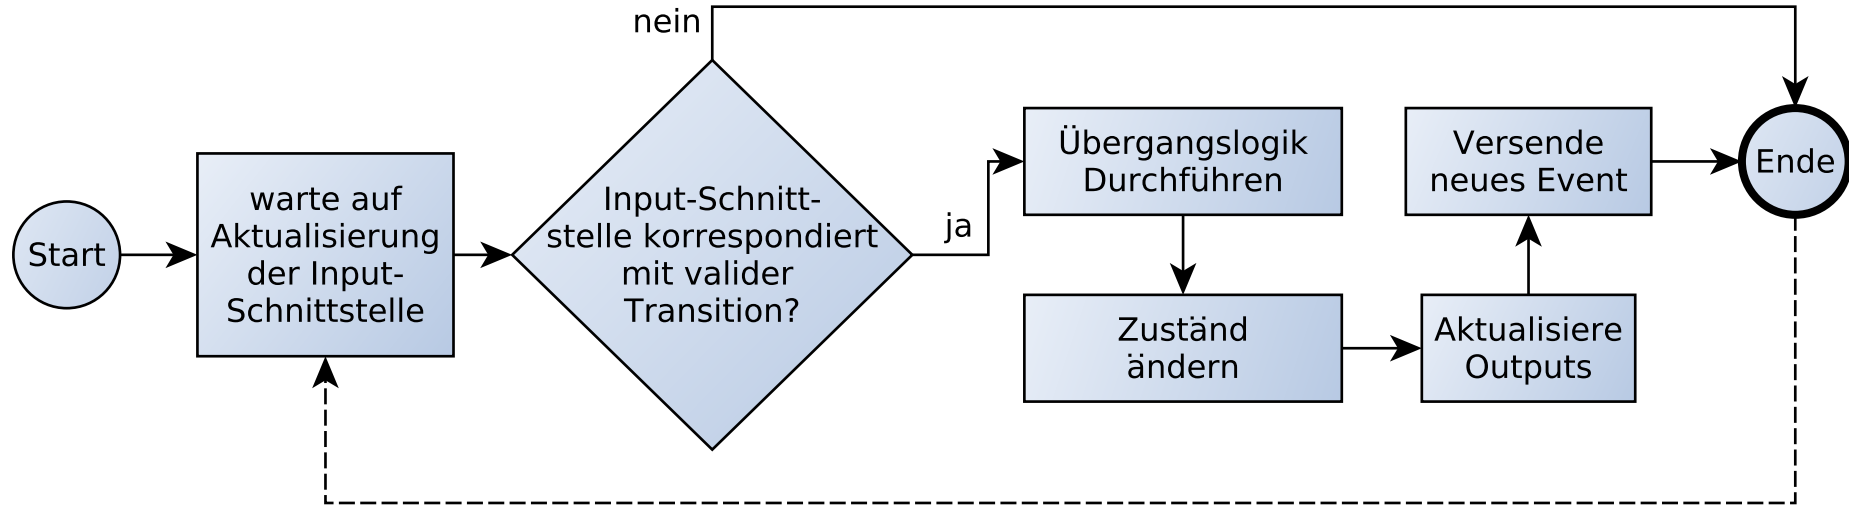 nein
Start
warte auf
Aktualisierung
der Input-
Schnittstelle
Input-Schnitt-
stelle korrespondiert
mit valider
Transition?
ja
Übergangslogik
Durchführen
Zuständ
ändern
Aktualisiere
Outputs
Versende
neues Event
Ende